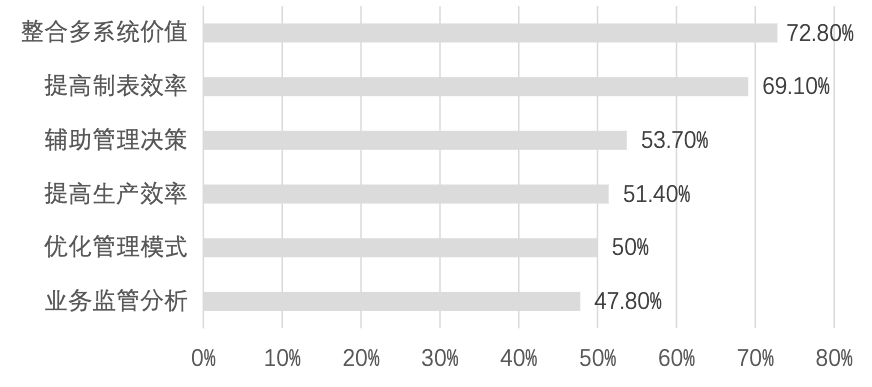 整合多系统价值 72.80%
提高制表效率 69.10%
辅助管理决策 53.70%
提高生产效率 51.40%
优化管理模式 50%
业务监管分析 47.80%
0% 10% 20% 30% 40% 50% 60% 70% 80%